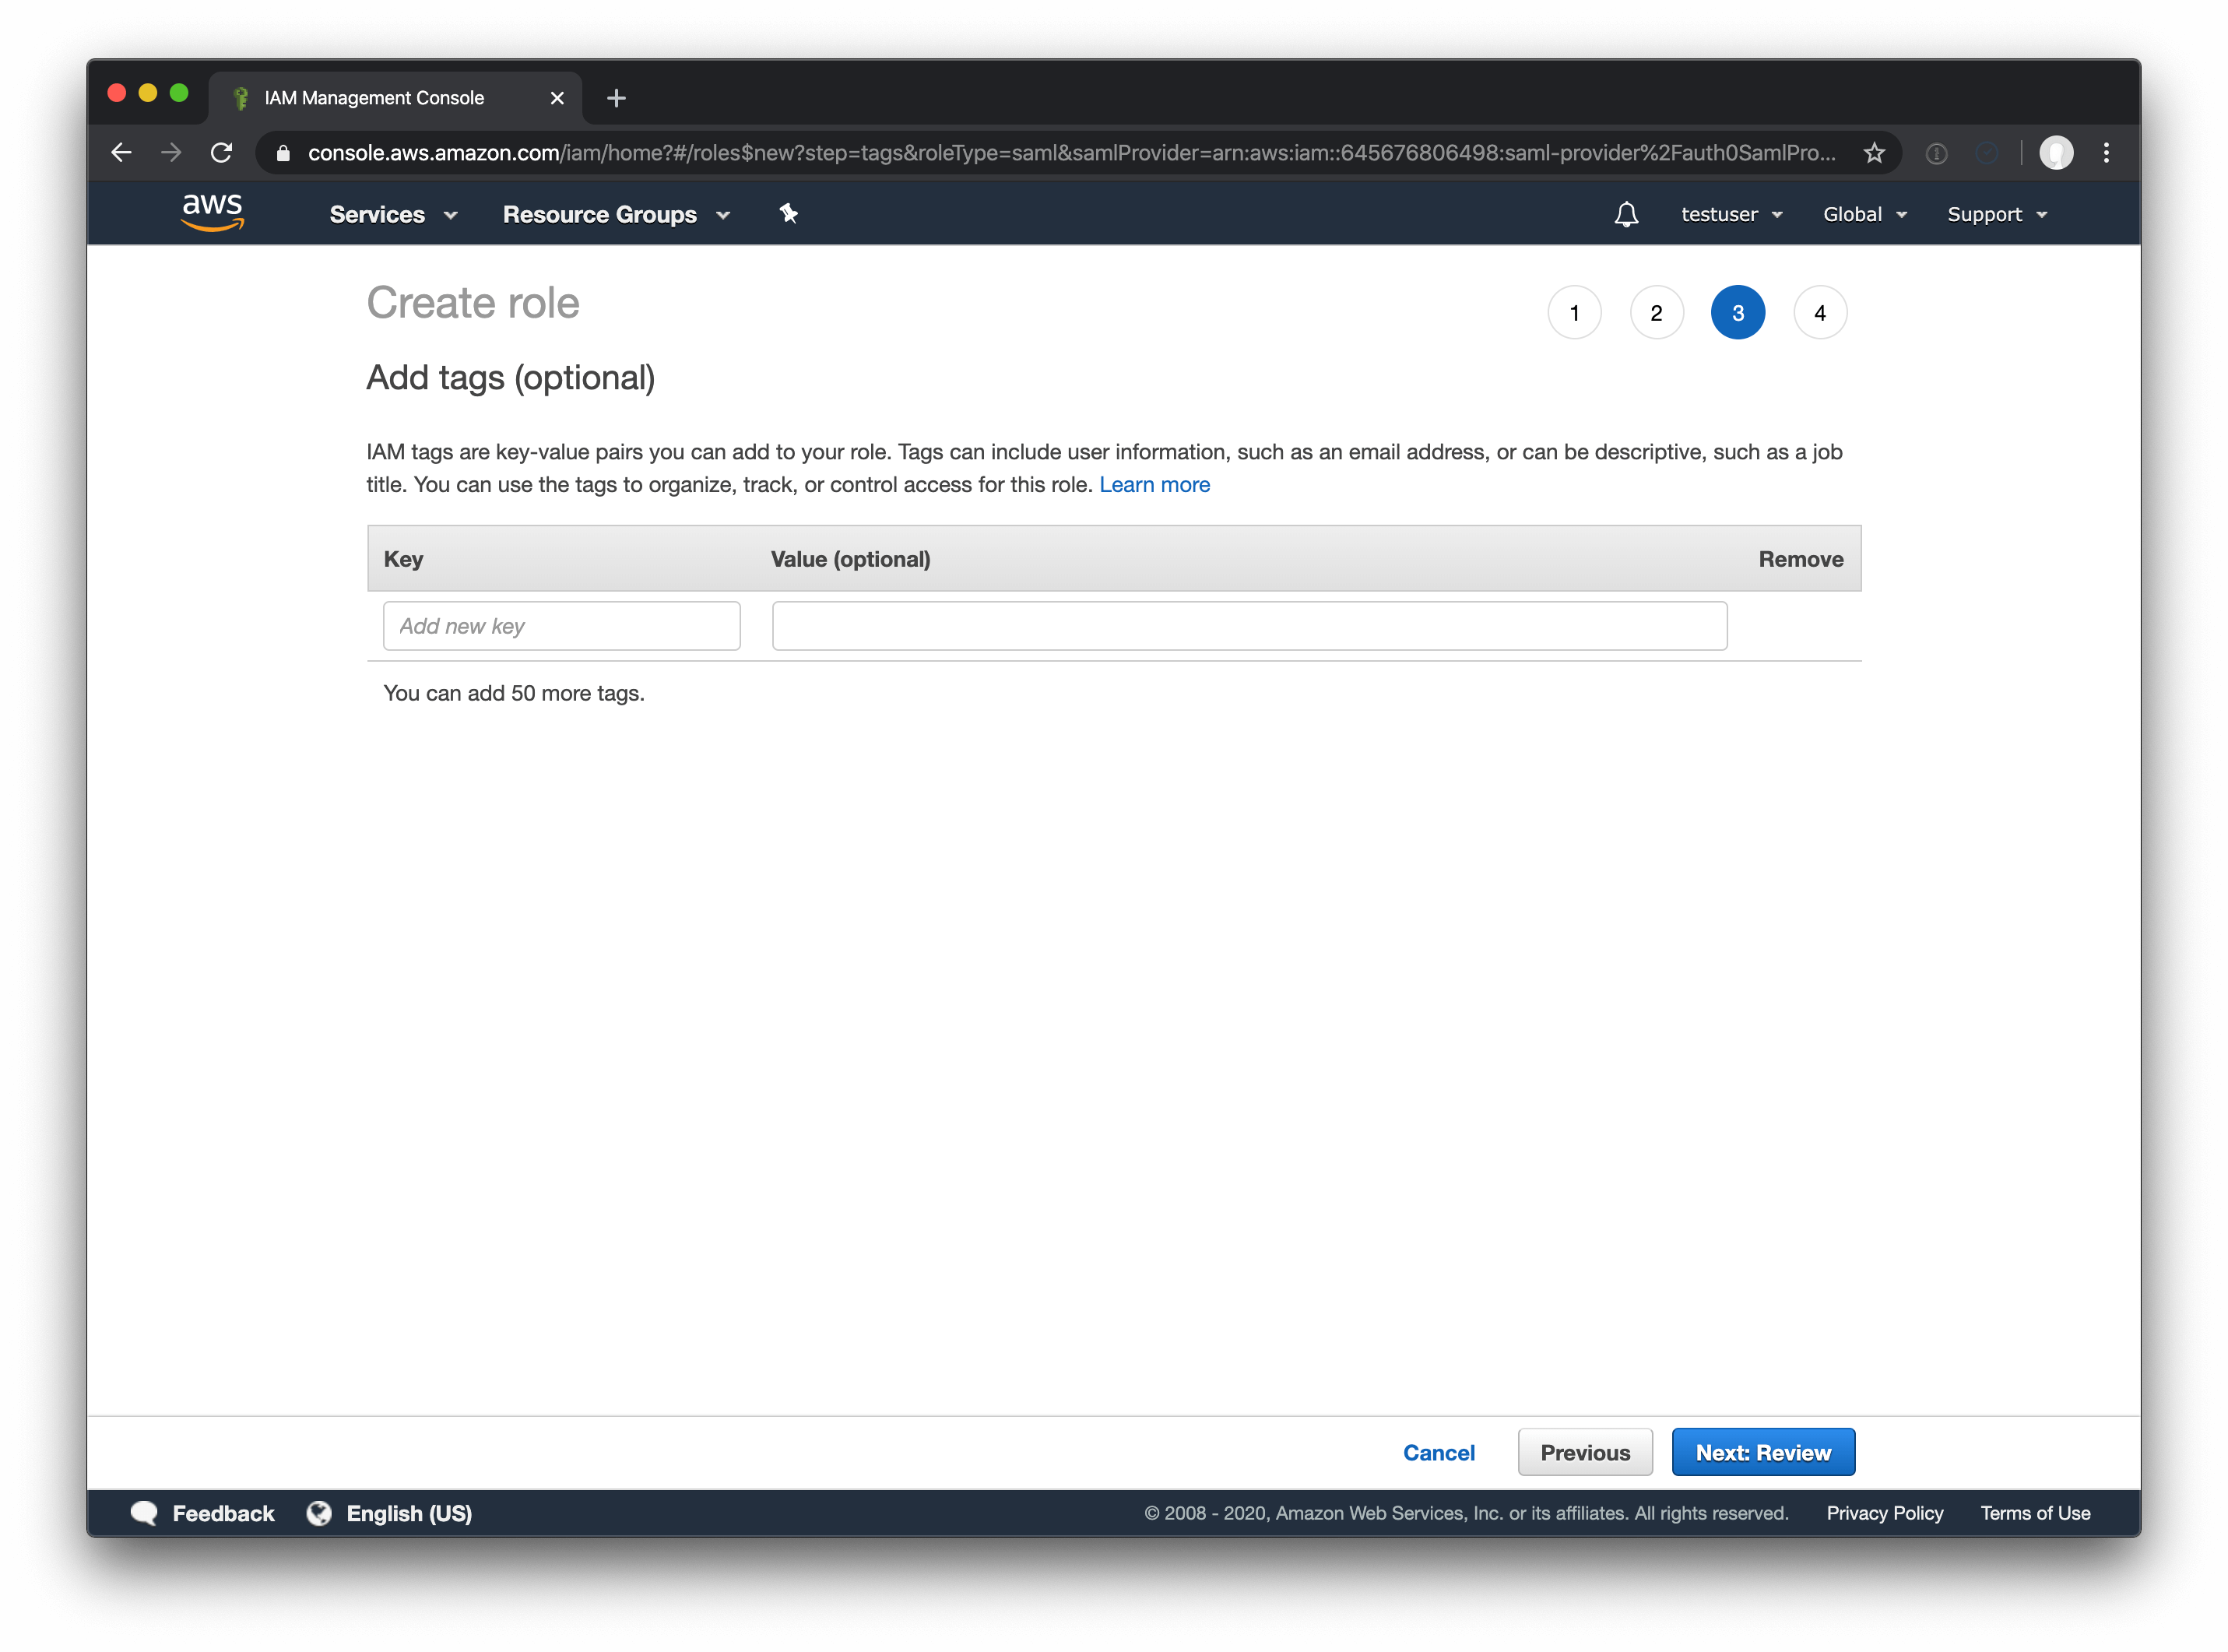 IAM Management Console
console.aws.amazon.com/iam/home?#/roles$new?step=tags&roleType=saml&samlProvider=arn:aws:iam::645676806498:saml-provider%2Fauth0SamlPro...
aws Services Resource Groups testuser Global Support
Create role
1 2 3 4
Add tags (optional)
IAM tags are key-value pairs you can add to your role. Tags can include user information, such as an email address, or can be descriptive, such as a job
title. You can use the tags to organize, track, or control access for this role. Learn more
Key Value (optional) Remove
Add new key
You can add 50 more tags.
Cancel Previous Next: Review
Feedback English (US) © 2008 - 2020, Amazon Web Services, Inc. or its affiliates. All rights reserved. Privacy Policy Terms of Use